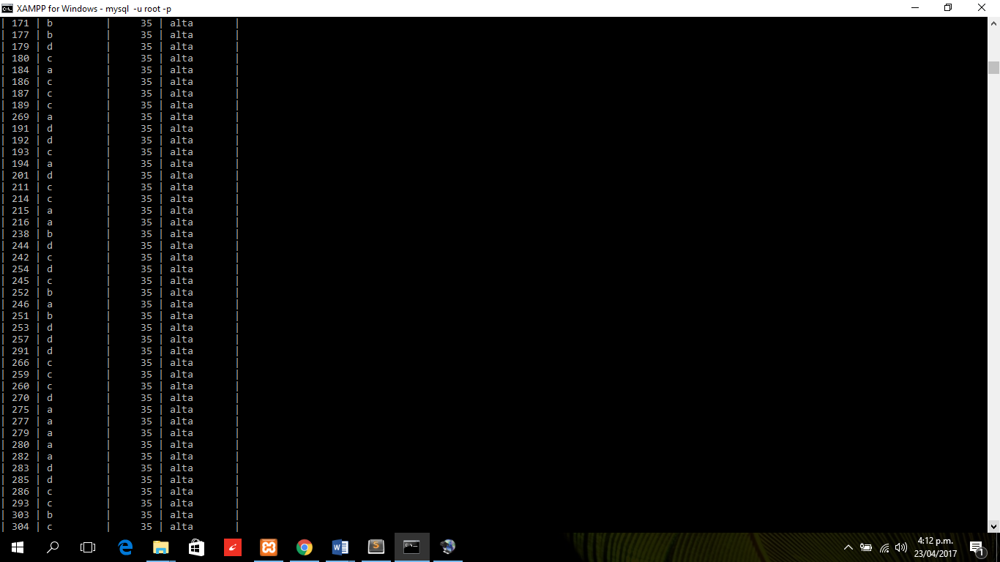 XAMPP for Windows - mysql -u root -p
| 171 | b | 35 | alta |
| 177 | b | 35 | alta |
| 179 | d | 35 | alta |
| 180 | c | 35 | alta |
| 184 | a | 35 | alta |
| 186 | c | 35 | alta |
| 187 | c | 35 | alta |
| 189 | c | 35 | alta |
| 269 | a | 35 | alta |
| 191 | d | 35 | alta |
| 192 | d | 35 | alta |
| 193 | c | 35 | alta |
| 194 | a | 35 | alta |
| 201 | d | 35 | alta |
| 211 | c | 35 | alta |
| 214 | c | 35 | alta |
| 215 | a | 35 | alta |
| 216 | a | 35 | alta |
| 238 | b | 35 | alta |
| 244 | d | 35 | alta |
| 242 | c | 35 | alta |
| 254 | d | 35 | alta |
| 245 | c | 35 | alta |
| 252 | b | 35 | alta |
| 246 | a | 35 | alta |
| 251 | b | 35 | alta |
| 253 | d | 35 | alta |
| 257 | d | 35 | alta |
| 291 | d | 35 | alta |
| 266 | c | 35 | alta |
| 259 | c | 35 | alta |
| 260 | c | 35 | alta |
| 270 | d | 35 | alta |
| 275 | a | 35 | alta |
| 277 | a | 35 | alta |
| 279 | a | 35 | alta |
| 280 | a | 35 | alta |
| 282 | a | 35 | alta |
| 283 | d | 35 | alta |
| 285 | d | 35 | alta |
| 286 | c | 35 | alta |
| 293 | c | 35 | alta |
| 303 | b | 35 | alta |
| 304 | c | 35 | alta |
4:12 p.m.
23/04/2017
1